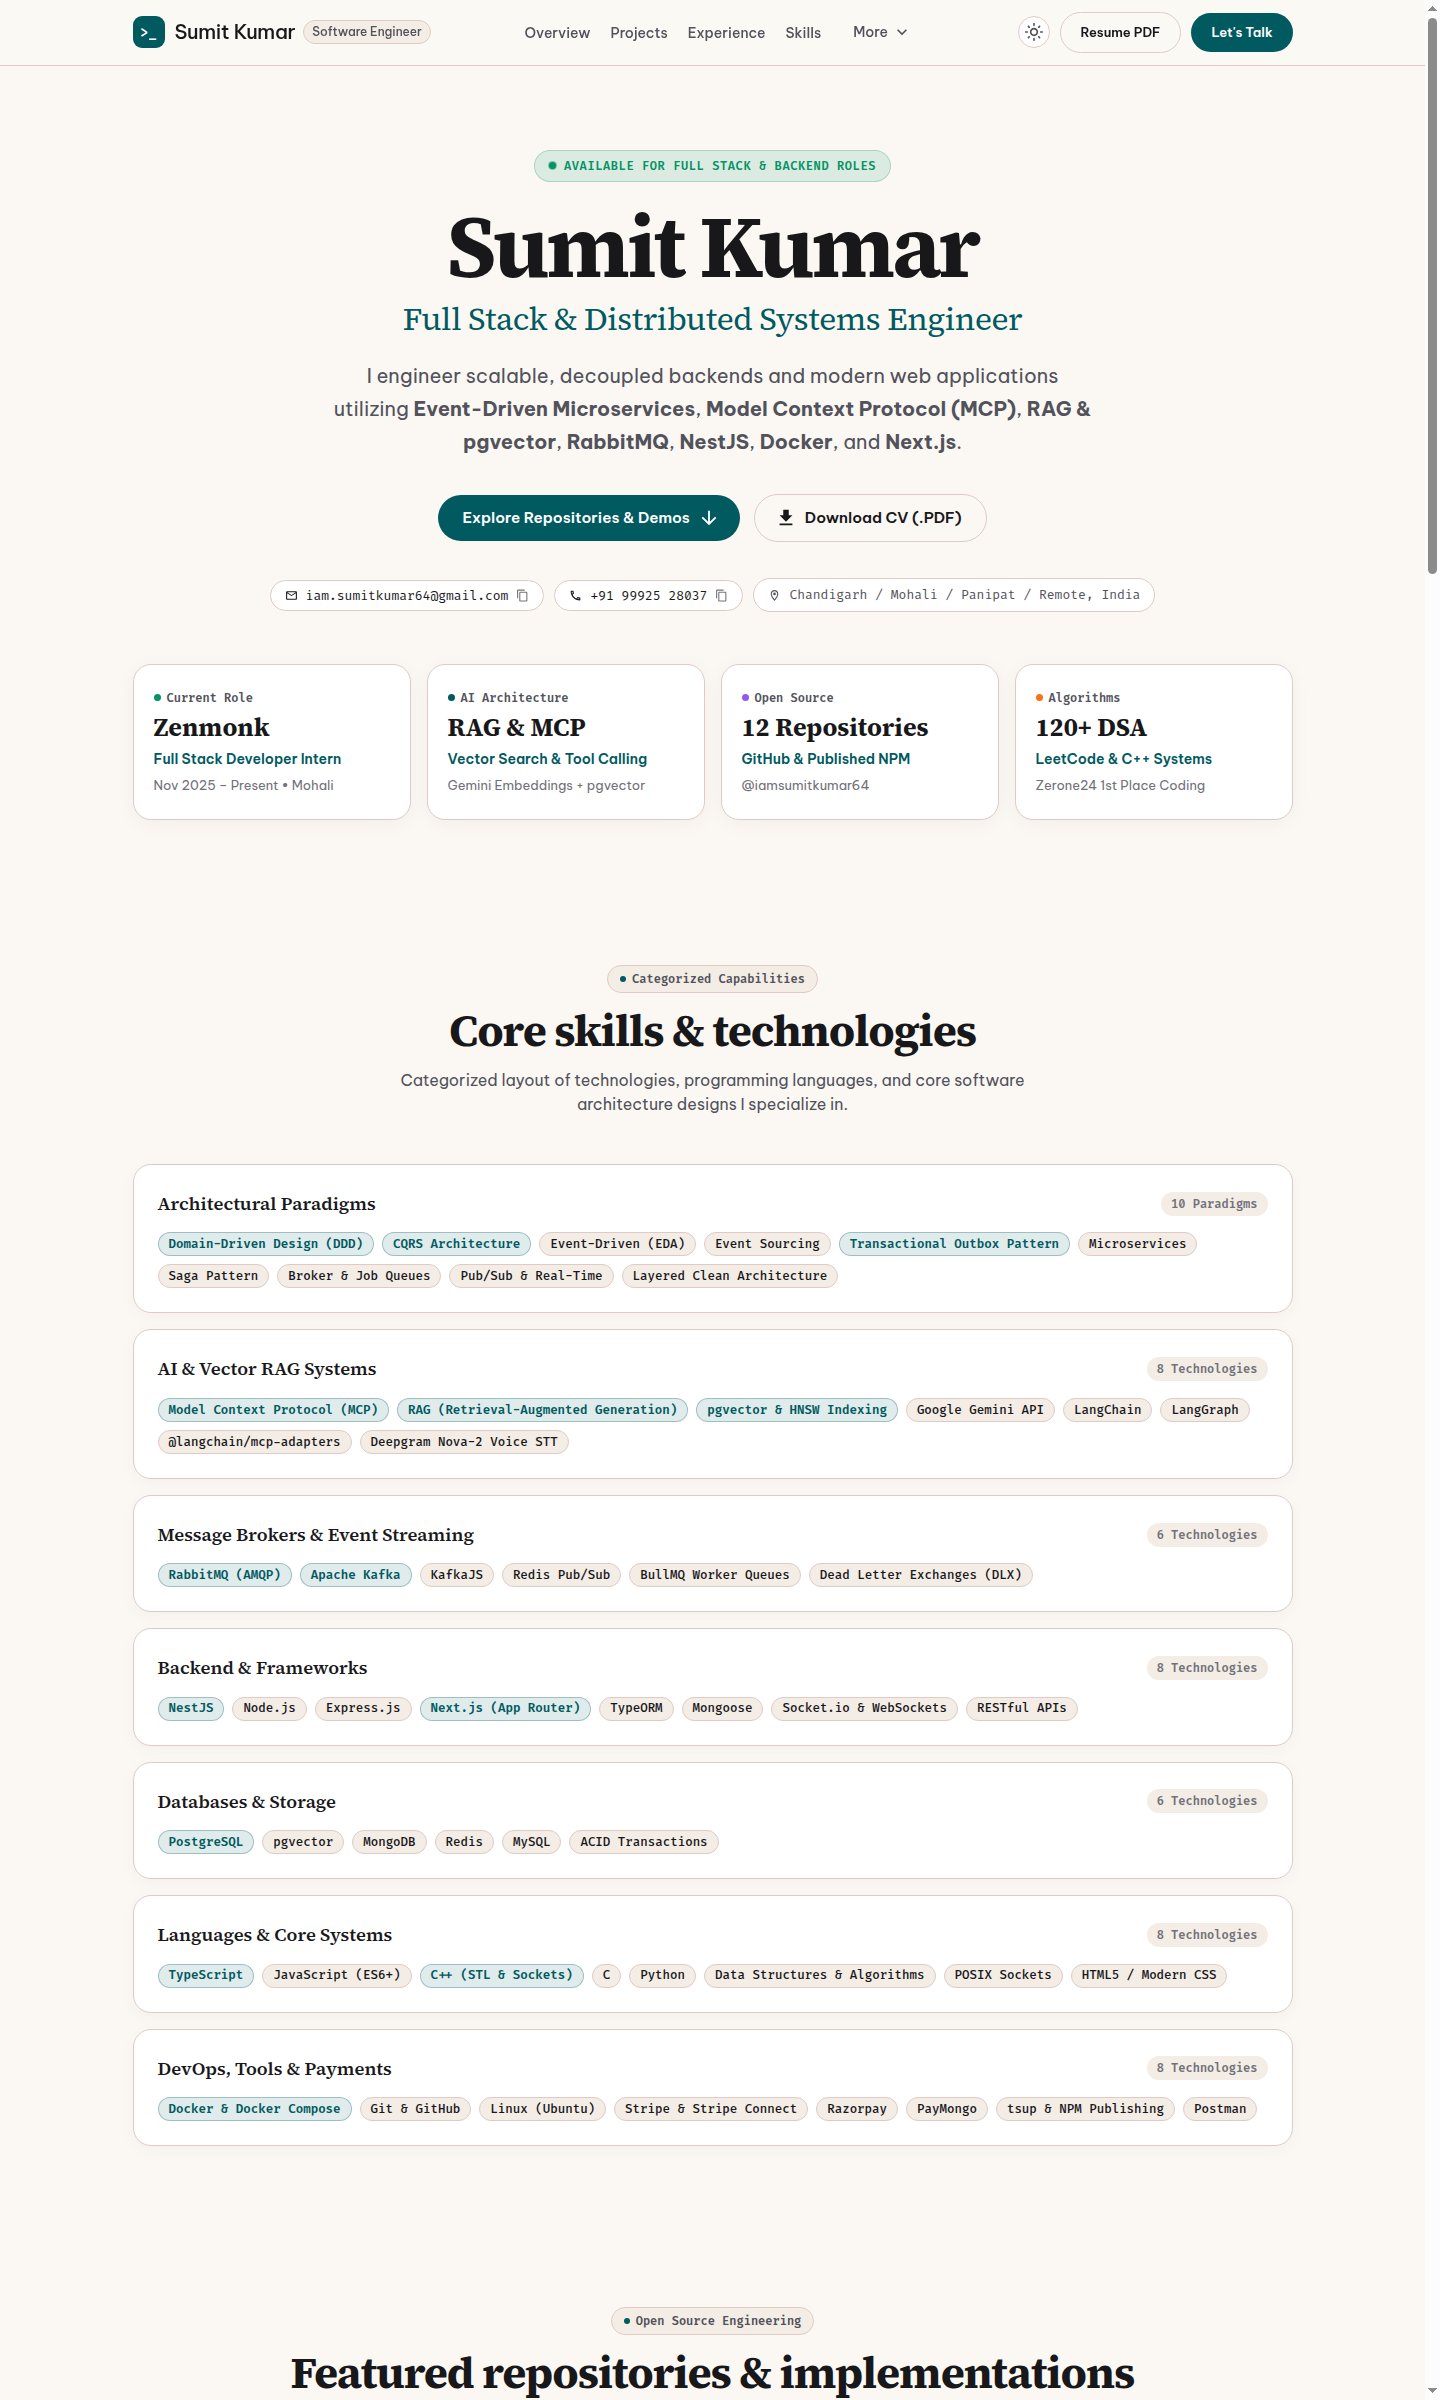 >_ Sumit Kumar Software Engineer Overview Projects Experience Skills More Resume PDF Let's Talk
AVAILABLE FOR FULL STACK & BACKEND ROLES
Sumit Kumar
Full Stack & Distributed Systems Engineer
I engineer scalable, decoupled backends and modern web applications
utilizing Event-Driven Microservices, Model Context Protocol (MCP), RAG &
pgvector, RabbitMQ, NestJS, Docker, and Next.js.
Explore Repositories & Demos Download CV (.PDF)
iam.sumitkumar64@gmail.com +91 99925 28037 Chandigarh / Mohali / Panipat / Remote, India
Current Role
Zenmonk
Full Stack Developer Intern
Nov 2025 – Present • Mohali
AI Architecture
RAG & MCP
Vector Search & Tool Calling
Gemini Embeddings + pgvector
Open Source
12 Repositories
GitHub & Published NPM
@iamsumitkumar64
Algorithms
120+ DSA
LeetCode & C++ Systems
Zerone24 1st Place Coding
Categorized Capabilities
Core skills & technologies
Categorized layout of technologies, programming languages, and core software
architecture designs I specialize in.
Architectural Paradigms 10 Paradigms
Domain-Driven Design (DDD) CQRS Architecture Event-Driven (EDA) Event Sourcing Transactional Outbox Pattern Microservices
Saga Pattern Broker & Job Queues Pub/Sub & Real-Time Layered Clean Architecture
AI & Vector RAG Systems 8 Technologies
Model Context Protocol (MCP) RAG (Retrieval-Augmented Generation) pgvector & HNSW Indexing Google Gemini API LangChain LangGraph
@langchain/mcp-adapters Deepgram Nova-2 Voice STT
Message Brokers & Event Streaming 6 Technologies
RabbitMQ (AMQP) Apache Kafka KafkaJS Redis Pub/Sub BullMQ Worker Queues Dead Letter Exchanges (DLX)
Backend & Frameworks 8 Technologies
NestJS Node.js Express.js Next.js (App Router) TypeORM Mongoose Socket.io & WebSockets RESTful APIs
Databases & Storage 6 Technologies
PostgreSQL pgvector MongoDB Redis MySQL ACID Transactions
Languages & Core Systems 8 Technologies
TypeScript JavaScript (ES6+) C++ (STL & Sockets) C Python Data Structures & Algorithms POSIX Sockets HTML5 / Modern CSS
DevOps, Tools & Payments 8 Technologies
Docker & Docker Compose Git & GitHub Linux (Ubuntu) Stripe & Stripe Connect Razorpay PayMongo tsup & NPM Publishing Postman
Open Source Engineering
Featured repositories & implementations